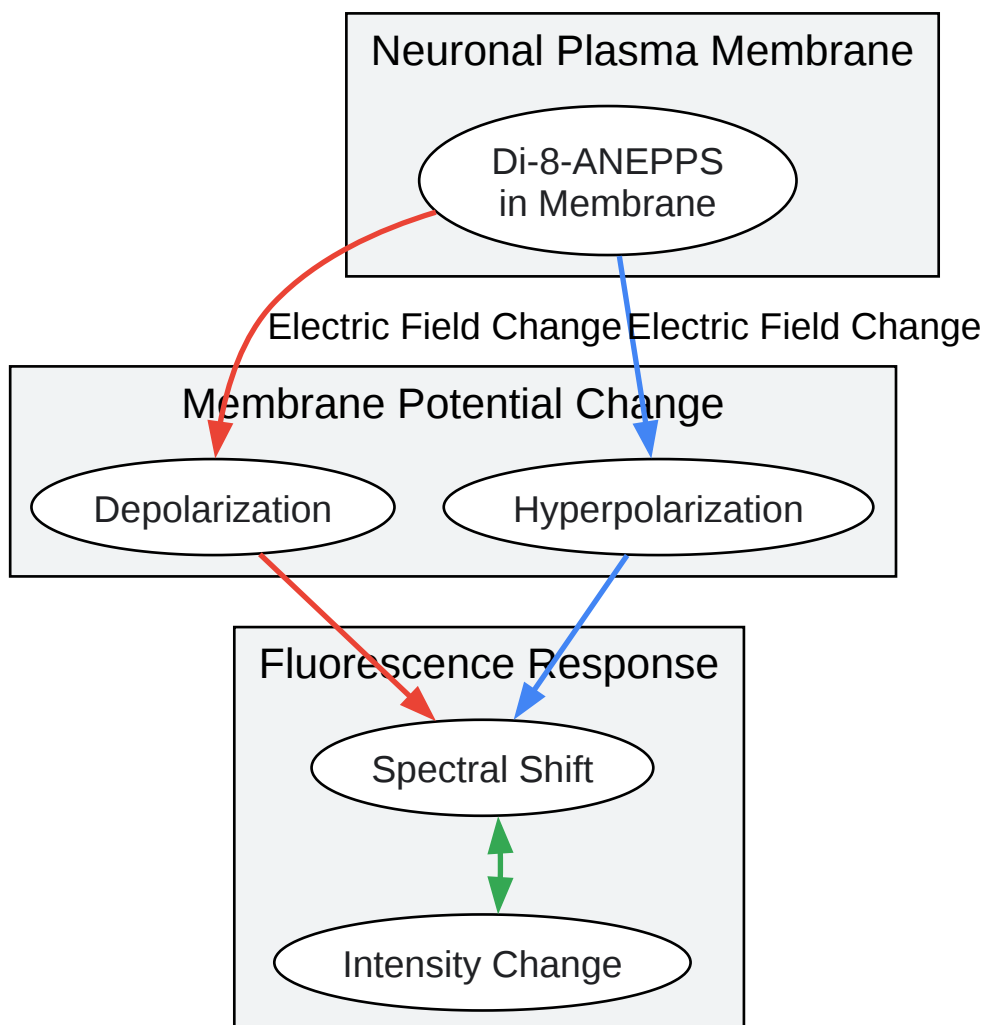 Neuronal Plasma Membrane
Di-8-ANEPPS
in Membrane
Electric Field Change
Electric Field Change
Membrane Potential Change
Depolarization
Hyperpolarization
Fluorescence Response
Spectral Shift
Intensity Change